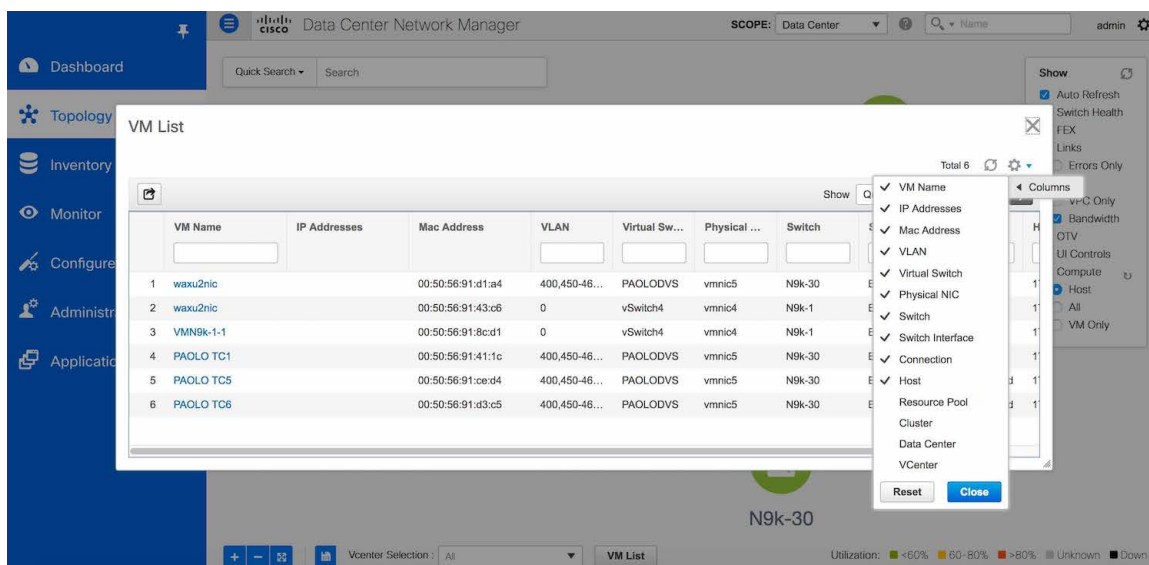 cisco Data Center Network Manager
SCOPE: Data Center
Name
admin
Dashboard
Topology
Inventory
Monitor
Configure
Quick Search
Search
Show
Auto Refresh
Switch Health
FEX
Links
Errors Only
VPC Only
Bandwidth
OTV
UI Controls
Compute
Host
All
VM Only
VM List
Total 6
Show
VM Name IP Addresses Mac Address VLAN Virtual Sw... Physical ... Switch
1 waxu2nic 00:50:56:91:d1:a4 400,450-46... PAOLODVS vmnic5 N9k-30
2 waxu2nic 00:50:56:91:43:c6 0 vSwitch4 vmnic4 N9k-1
3 VMN9k-1-1 00:50:56:91:8c:d1 0 vSwitch4 vmnic4 N9k-1
4 PAOLO TC1 00:50:56:91:41:1c 400,450-46... PAOLODVS vmnic5 N9k-30
5 PAOLO TC5 00:50:56:91:ce:d4 400,450-46... PAOLODVS vmnic5 N9k-30
6 PAOLO TC6 00:50:56:91:d3:c5 400,450-46... PAOLODVS vmnic5 N9k-30
Columns
VM Name
IP Addresses
Mac Address
VLAN
Virtual Switch
Physical NIC
Switch
Switch Interface
Connection
Host
Resource Pool
Cluster
Data Center
VCenter
Reset Close
N9k-30
Vcenter Selection : All
VM List
Utilization: <60% 60-80% >80% Unknown Down